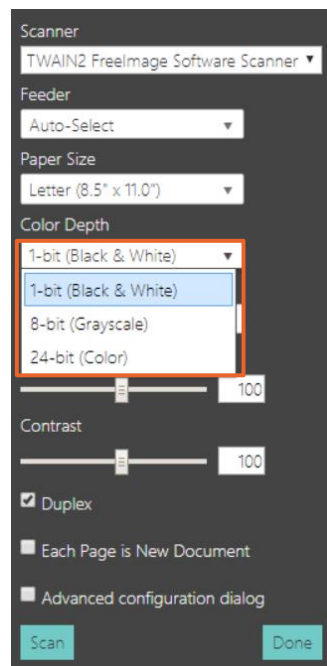 Scanner
TWAIN2 FreeImage Software Scanner
Feeder
Auto-Select
Paper Size
Letter (8.5" x 11.0")
Color Depth
1-bit (Black & White)
1-bit (Black & White)
8-bit (Grayscale)
24-bit (Color)
100
Contrast
100
Duplex
Each Page is New Document
Advanced configuration dialog
Scan Done